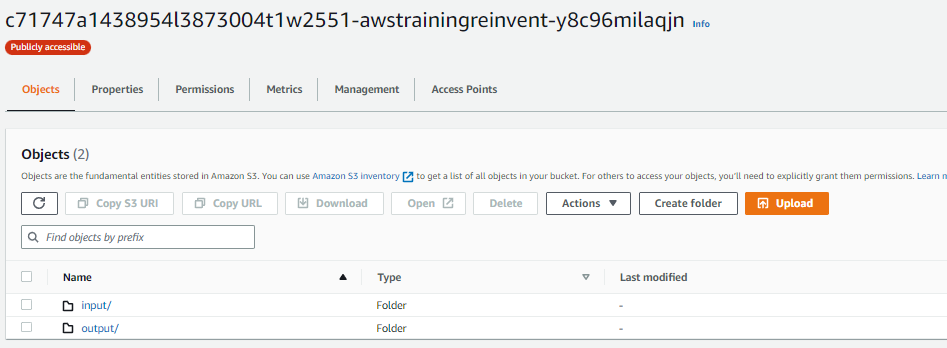 c71747a1438954l3873004t1w2551-awstrainingreinvent-y8c96milaqjn Info
Publicly accessible
Objects Properties Permissions Metrics Management Access Points
Objects (2)
Objects are the fundamental entities stored in Amazon S3. You can use Amazon S3 inventory to get a list of all objects in your bucket. For others to access your objects, you'll need to explicitly grant them permissions. Learn m
Copy S3 URI Copy URL Download Open Delete Actions Create folder Upload
Find objects by prefix
Name Type Last modified
input/ Folder -
output/ Folder -